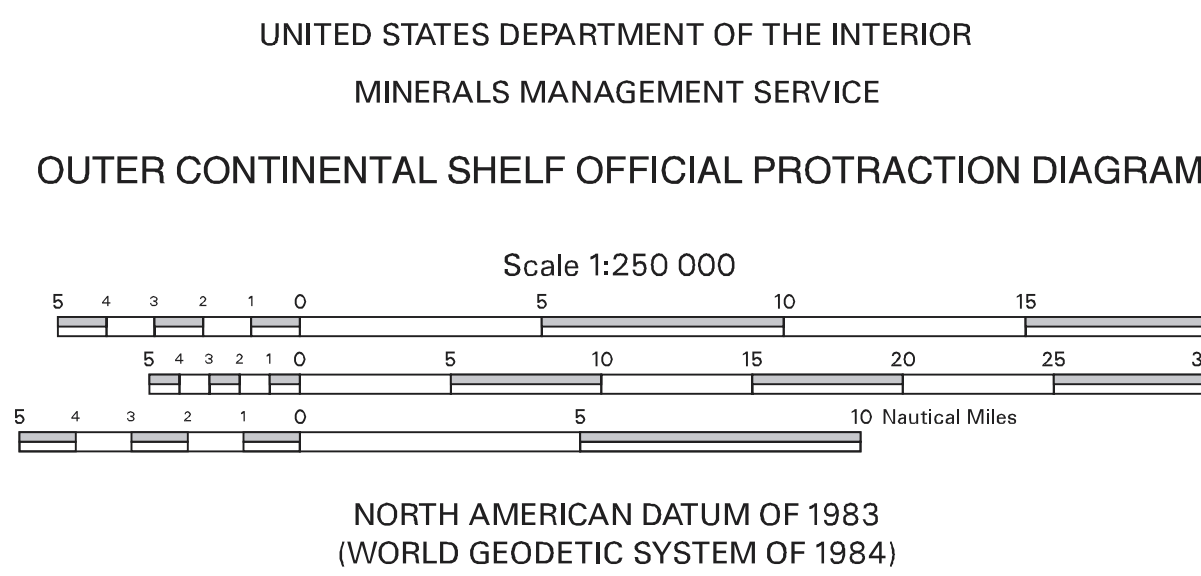 UNITED STATES DEPARTMENT OF THE INTERIOR
MINERALS MANAGEMENT SERVICE
OUTER CONTINENTAL SHELF OFFICIAL PROTRACTION DIAGRAM
Scale 1:250 000
5 4 3 2 1 0 5 10 15
5 4 3 2 1 0 5 10 15 20 25
5 4 3 2 1 0 5 10 Nautical Miles
NORTH AMERICAN DATUM OF 1983
(WORLD GEODETIC SYSTEM OF 1984)